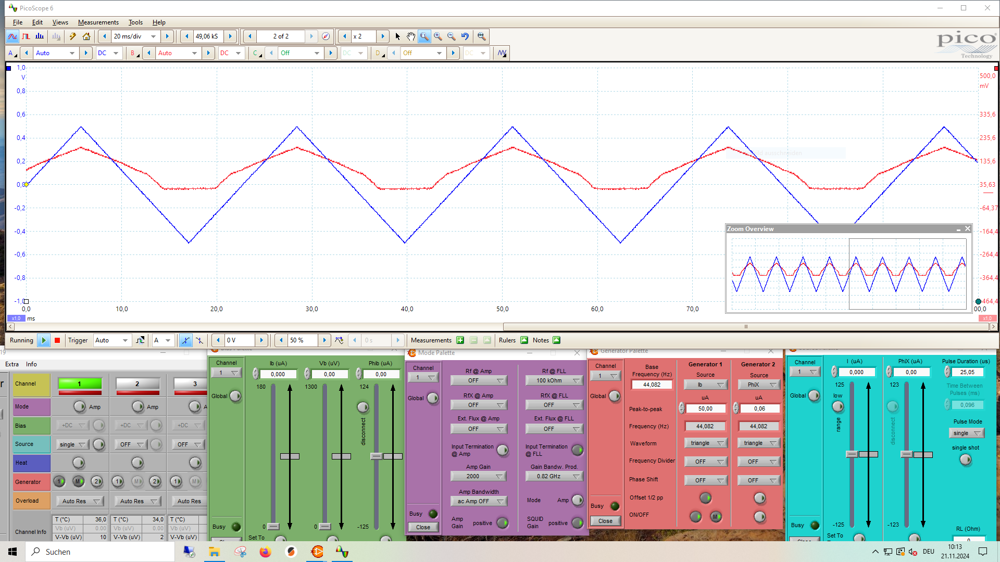 PicoScope 6
File Edit Views Measurements Tools Help
20 ms/div 49,06 kS 2 of 2 x 2
pico
Technology
A Auto DC B Auto DC C Off DC D Off DC
1,0
V
0,8
0,6
0,4
0,2
0,0
-0,2
-0,4
-0,6
-0,8
-1,0
500,0
mV
335,6
235,6
135,6
35,63
-64,37
-164,4
-264,4
-364,4
-464,4
ausschneiden
Zoom Overview
0,0 10,0 20,0 30,0 40,0 50,0 60,0 70,0 00,0
x1,0 ms x1,0
Running Trigger Auto A 0 V 50 % 0 s Measurements Rulers Notes
19
Extra Info
Channel 1 2 3
Mode Amp Amp
Bias +DC +DC +DC
Source single OFF OFF
Heat
Generator 1 M 2 1 M 2 1 M
Overload Auto Res Auto Res Auto Res
Channel Info
T (°C) 36,0 T (°C) 34,0 T (°C)
Vb (uV) 0.00 Vb (uV) 0.00 Vb (uV)
V-Vb (uV) 10 V-Vb (uV) 2 V-Vb (uV)
Channel
1
Global
Busy
Ib (uA) Vb (uV) Phib (uA)
0,000 0,00 0,00
180 1300 124
disconnect
0 0 -125
Set To
Mode Palette
Channel
1
Global
Busy
Close
Rf @ Amp
OFF
RfX @ Amp
OFF
Ext. Flux @ Amp
OFF
Input Termination
@ Amp
Amp Gain
2000
Amp Bandwidth
ac Amp OFF
Amp
Gain positive
Rf @ FLL
100 kOhm
RfX @ FLL
OFF
Ext. Flux @ FLL
OFF
Input Termination
@ FLL
Gain Bandw. Prod.
0.82 GHz
Mode Amp
SQUID
Gain positive
Generator Palette
Channel
1
Global
Busy
Close
Base
Frequency (Hz)
44,082
Generator 1 Generator 2
Source Source
Ib PhiX
uA uA
Peak-to-peak 50,00 0,06
Frequency (Hz) 44,082 44,082
Waveform triangle triangle
Frequency Divider OFF OFF
Phase Shift OFF OFF
Offset 1/2 pp
ON/OFF M
Channel
1
Global
Busy
I (uA) PhiX (uA) Pulse Duration (us)
0,000 0,00 25,05
125 123
low
range
disconnect
Time Between
Pulses (ms)
0,096
Pulse Mode
single
single shot
-125 -123
Set To
RL (Ohm)
0
Suchen
DEU
10:13
21.11.2024